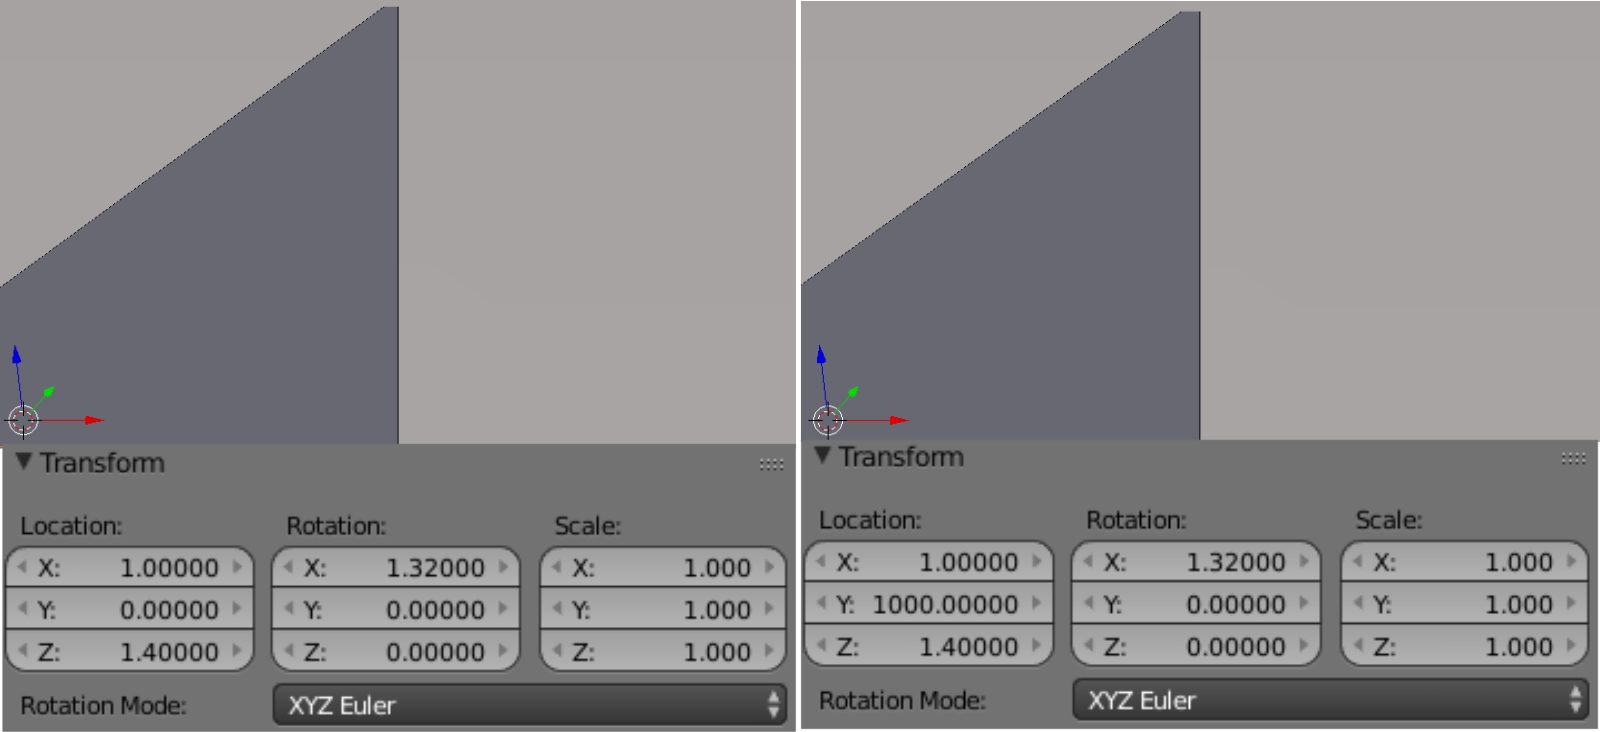 Transform
Location: Rotation: Scale:
X: 1.00000 X: 1.32000 X: 1.000
Y: 0.00000 Y: 0.00000 Y: 1.000
Z: 1.40000 Z: 0.00000 Z: 1.000
Rotation Mode: XYZ Euler
Transform
Location: Rotation: Scale:
X: 1.00000 X: 1.32000 X: 1.000
Y: 1000.00000 Y: 0.00000 Y: 1.000
Z: 1.40000 Z: 0.00000 Z: 1.000
Rotation Mode: XYZ Euler